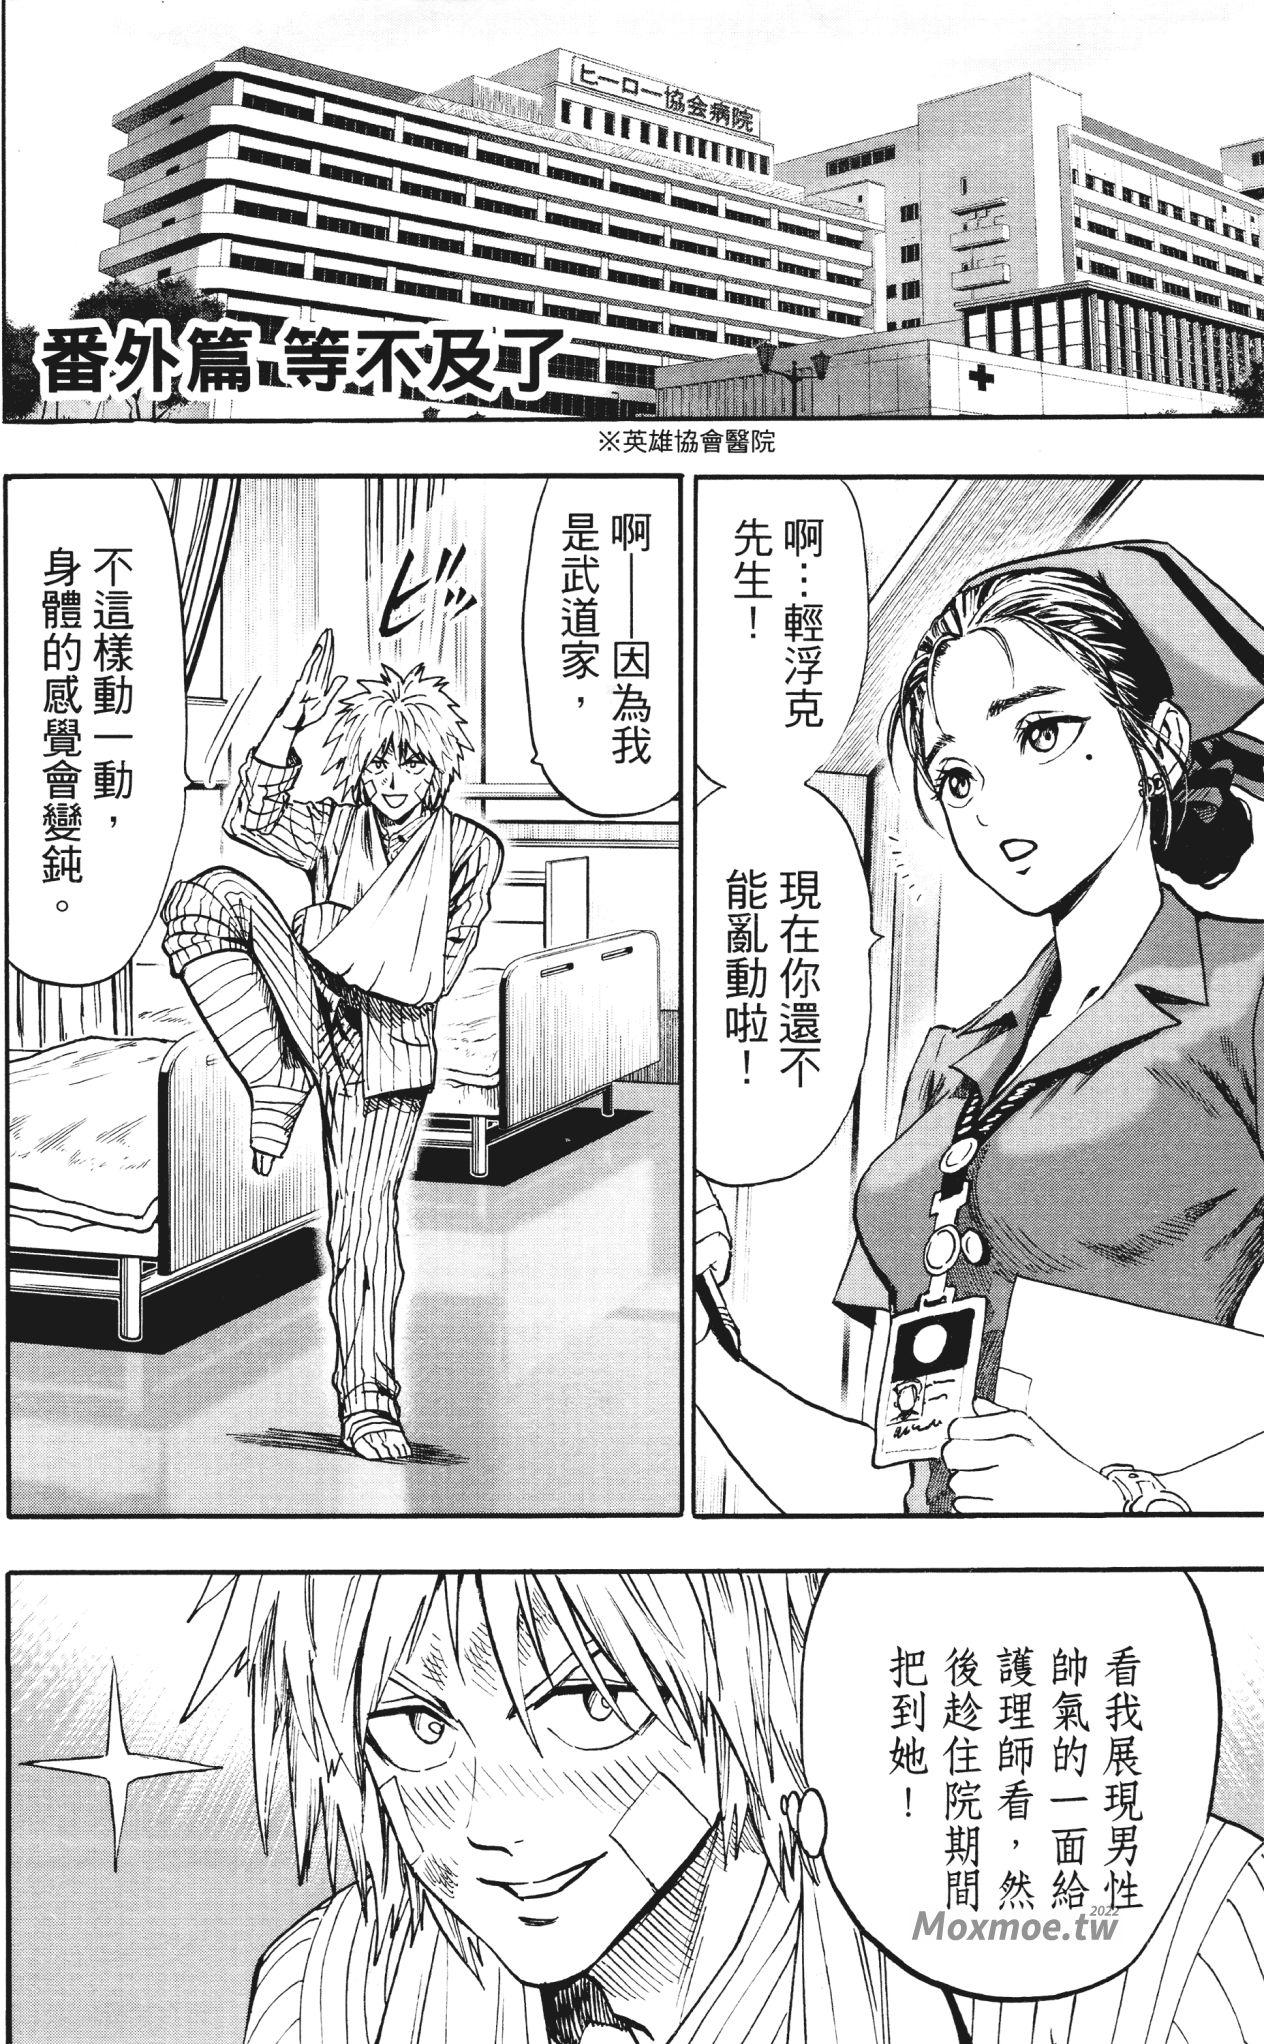 ヒーロー協会病院
番外篇 等不及了
※英雄協會醫院
啊…輕浮克
先生！
現在你還不
能亂動啦！
啊——因為我
是武道家，
ビッ
不這樣動一動，
身體的感覺會變鈍。
看我展現男性
帥氣的一面給
護理師看，然
後趁住院期間
把到她！
2022
Moxmoe.tw